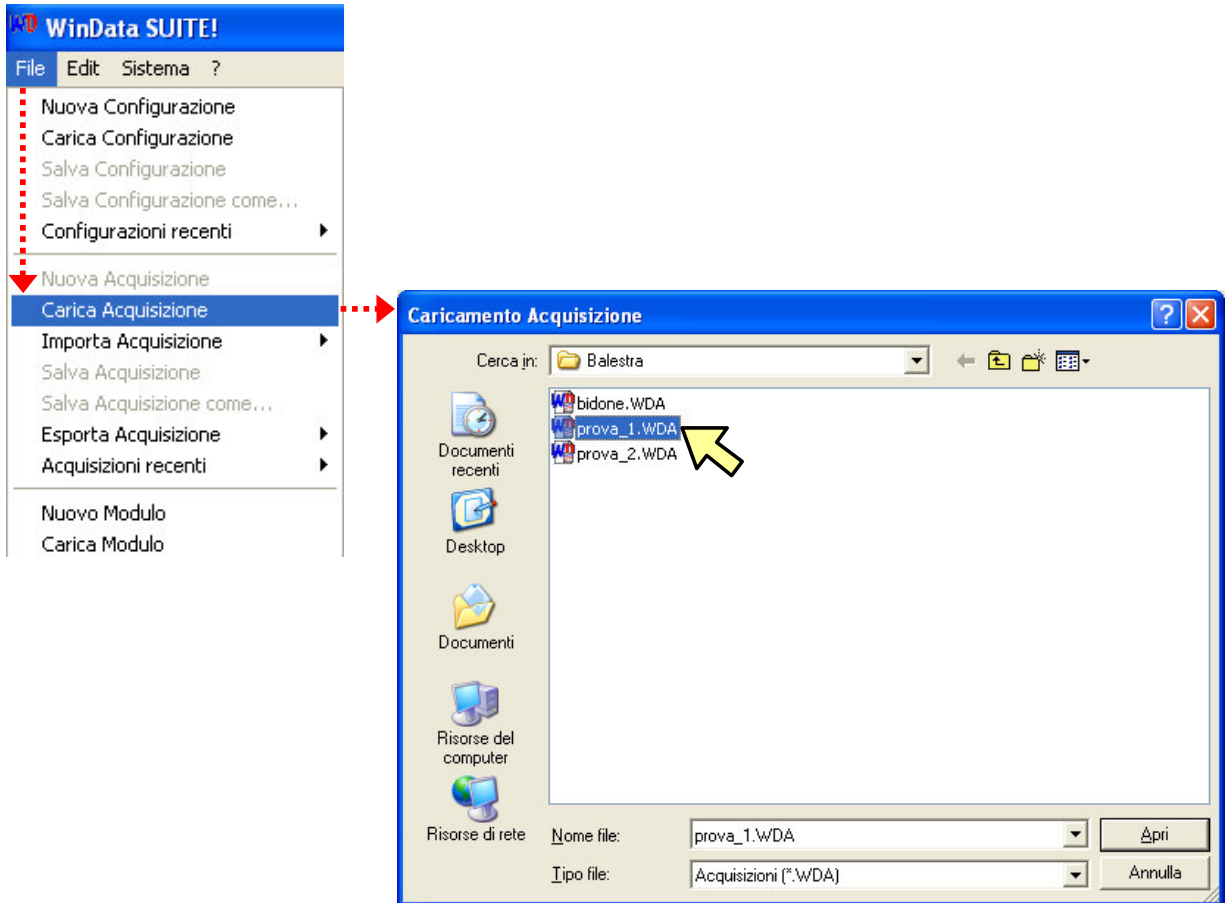 WinData SUITE!
File Edit Sistema ?
Nuova Configurazione
Carica Configurazione
Salva Configurazione
Salva Configurazione come...
Configurazioni recenti
Nuova Acquisizione
Carica Acquisizione
Importa Acquisizione
Salva Acquisizione
Salva Acquisizione come...
Esporta Acquisizione
Acquisizioni recenti
Nuovo Modulo
Carica Modulo
Caricamento Acquisizione
Cerca in: Balestra
bidone.WDA
prova_1.WDA
prova_2.WDA
Documenti
recenti
Desktop
Documenti
Risorse del
computer
Risorse di rete
Nome file: prova_1.WDA Apri
Tipo file: Acquisizioni (*.WDA) Annulla